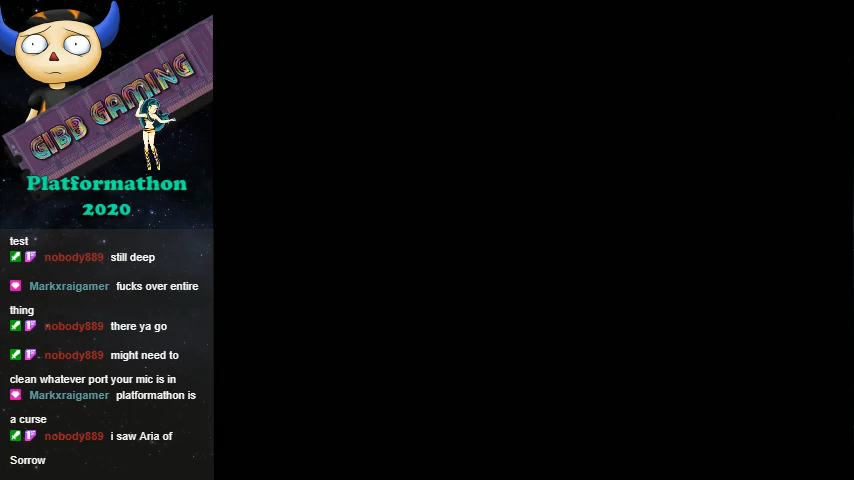 GIBB GAMING
Platformathon
2020
test
nobody889 still deep
Markxraigamer fucks over entire
thing
nobody889 there ya go
nobody889 might need to
clean whatever port your mic is in
Markxraigamer platformathon is
a curse
nobody889 i saw Aria of
Sorrow